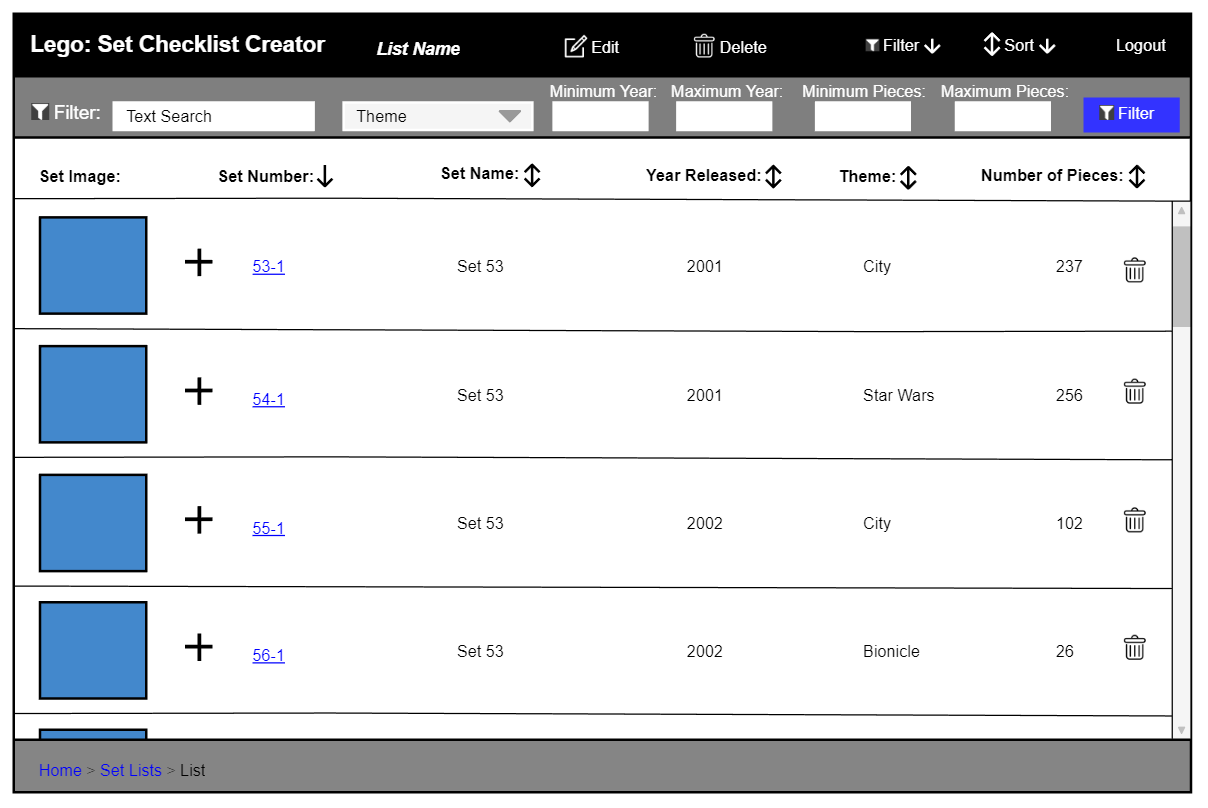 Lego: Set Checklist Creator List Name Edit Delete Filter Sort Logout
Minimum Year: Maximum Year: Minimum Pieces: Maximum Pieces:
Filter: Text Search Theme Filter
Set Image: Set Number: Set Name: Year Released: Theme: Number of Pieces:
53-1 Set 53 2001 City 237
54-1 Set 53 2001 Star Wars 256
55-1 Set 53 2002 City 102
56-1 Set 53 2002 Bionicle 26
Home > Set Lists > List